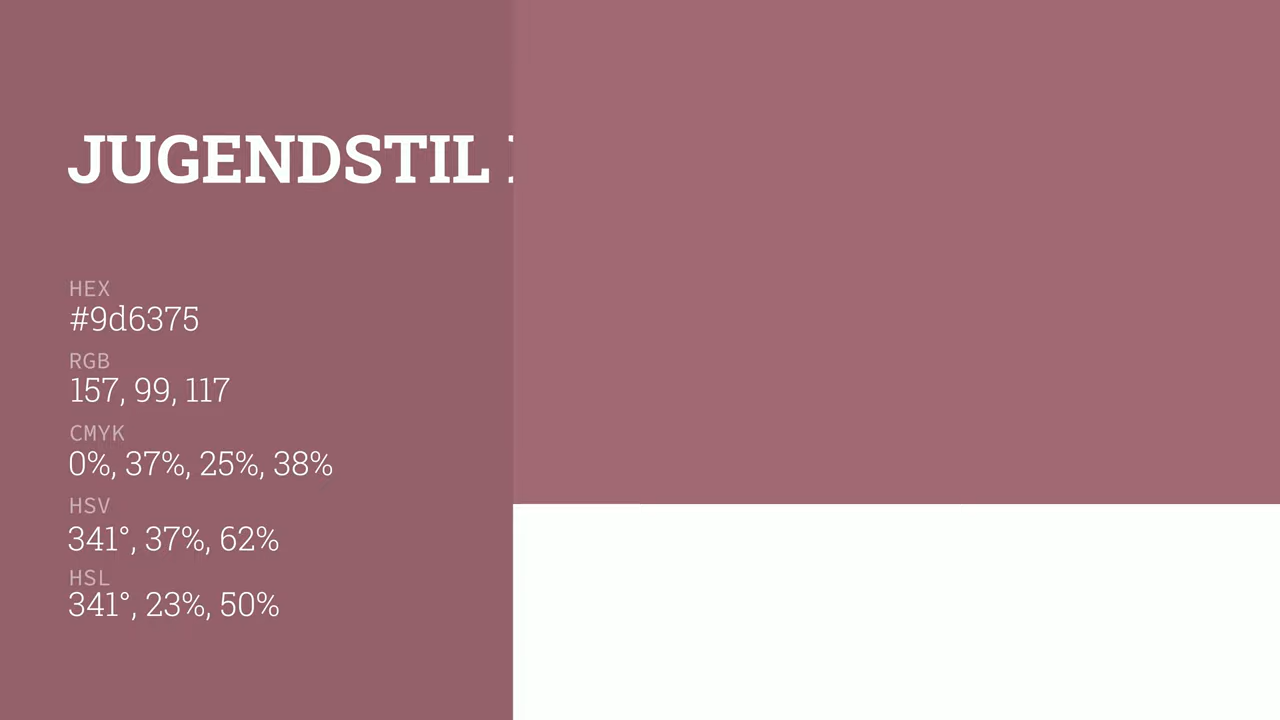 JUGENDSTIL
HEX
#9d6375
RGB
157, 99, 117
CMYK
0%, 37%, 25%, 38%
HSV
341°, 37%, 62%
HSL
341°, 23%, 50%